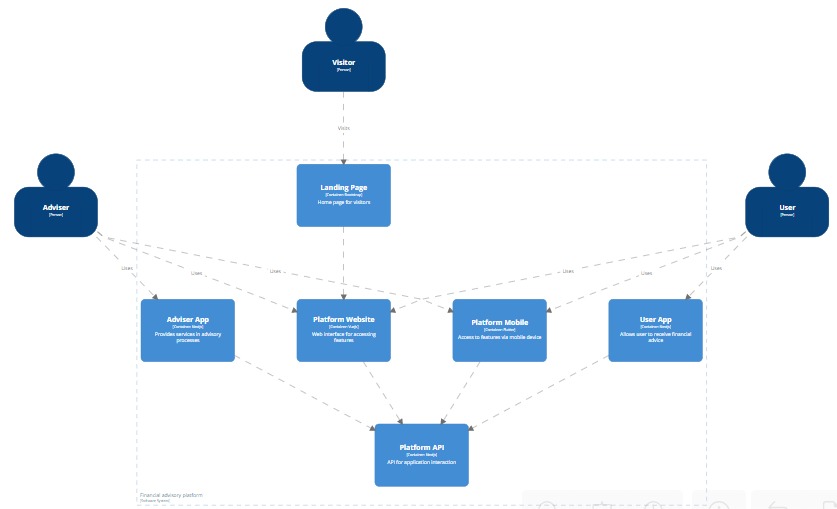 Visitor
[Person]
Visits
Adviser
[Person]
Landing Page
[Container: Bootstrap]
Home page for visitors
User
[Person]
Uses
Uses
Uses
Uses
Uses
Uses
Adviser App
[Container: Nextjs]
Provides services in advisory
processes
Platform Website
[Container: Vuejs]
Web interface for accessing
features
Platform Mobile
[Container: Flutter]
Access to features via mobile device
User App
[Container: Nextjs]
Allows user to receive financial
advice
Platform API
[Container: Nestjs]
API for application interaction
Financial advisory platform
[Software System]